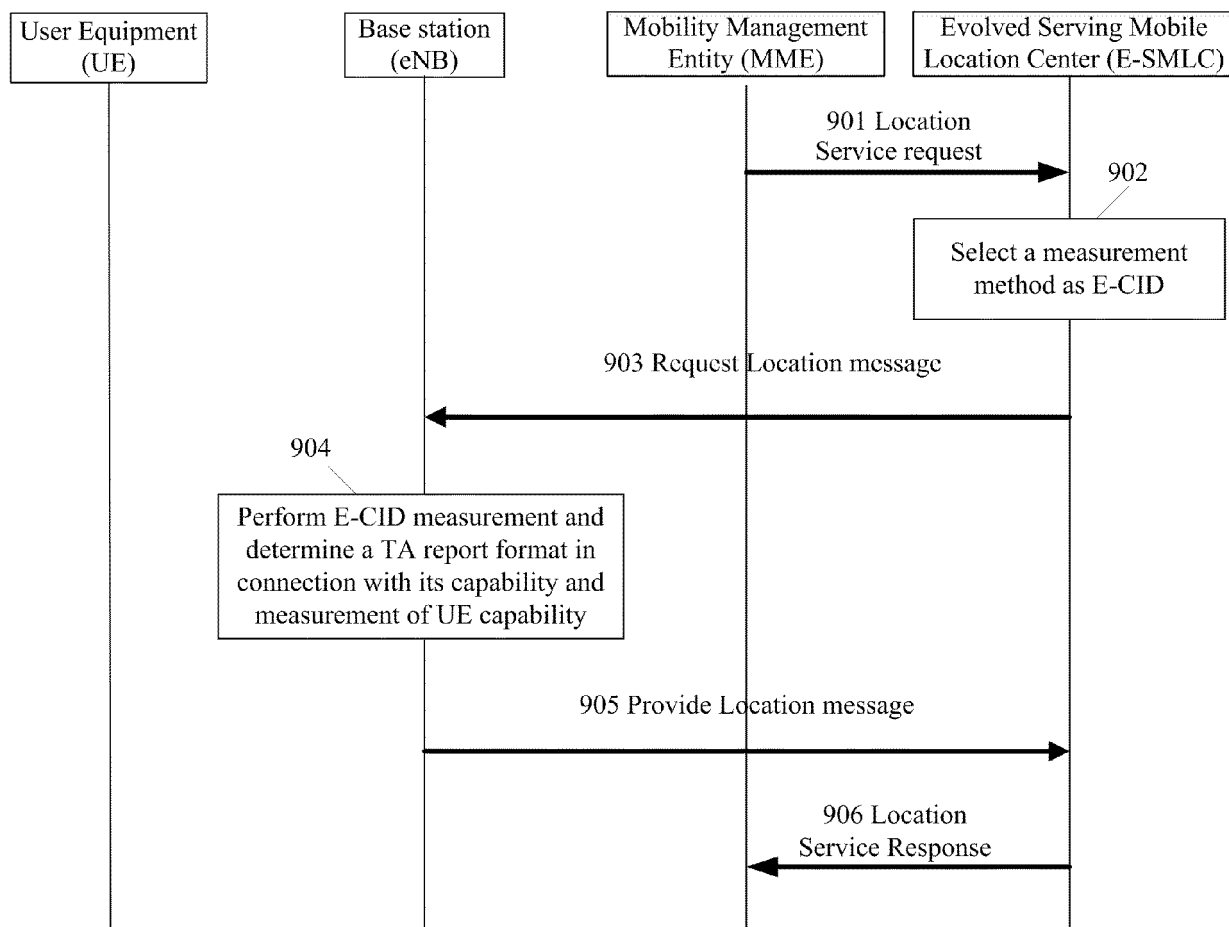 User Equipment
(UE)
Base station
(eNB)
Mobility Management
Entity (MME)
Evolved Serving Mobile
Location Center (E-SMLC)
901 Location
Service request
902
Select a measurement
method as E-CID
903 Request Location message
904
Perform E-CID measurement and
determine a TA report format in
connection with its capability and
measurement of UE capability
905 Provide Location message
906 Location
Service Response